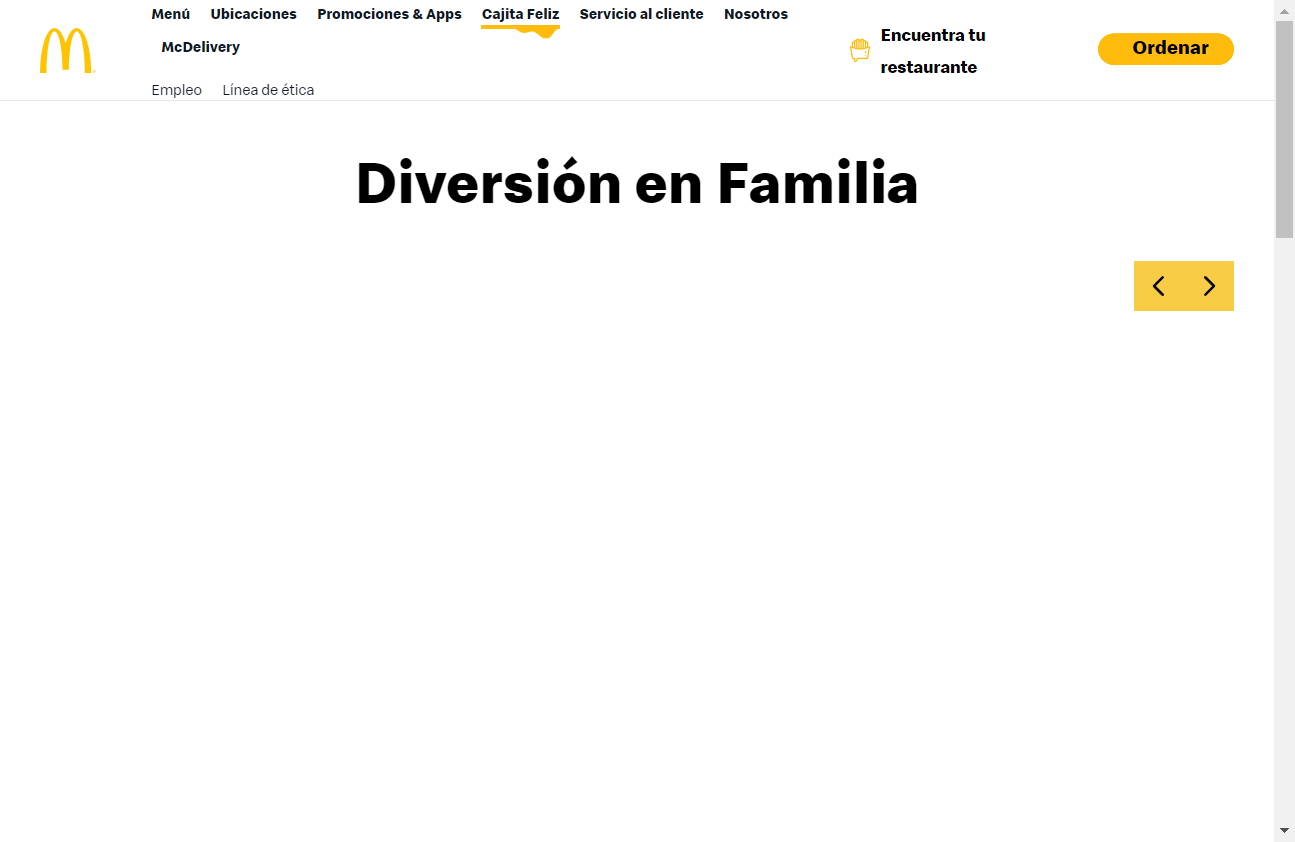 Menú Ubicaciones Promociones & Apps Cajita Feliz Servicio al cliente Nosotros
McDelivery
Empleo Línea de ética
Encuentra tu
restaurante
Ordenar
Diversión en Familia